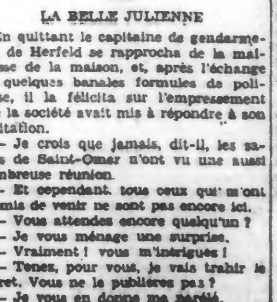 LA BELLE JULIENNE
En quittant le capitaine de gendarme-
de Herfeld se rapprocha de la mai-
sse de la maison, et, après l'échange
quelques banales formules de poli-
se, il la félicita sur l'empressement
la société avait mis à répondre à son
itation.
— Je crois que jamais, dit-il, les sa-
s de Saint-Omer n'ont vu une aussi
mbreuse réunion.
— Et cependant, tous ceux qui m'ont
mis de venir ne sont pas encore ici.
— Vous attendez encore quelqu'un ?
— Je vous ménage une surprise.
— Vraiment ! vous m'intriguez !
— Tenez, pour vous, je vais trahir le
ret. Vous ne le publierez pas ?
— Je vous en donne ma parole.